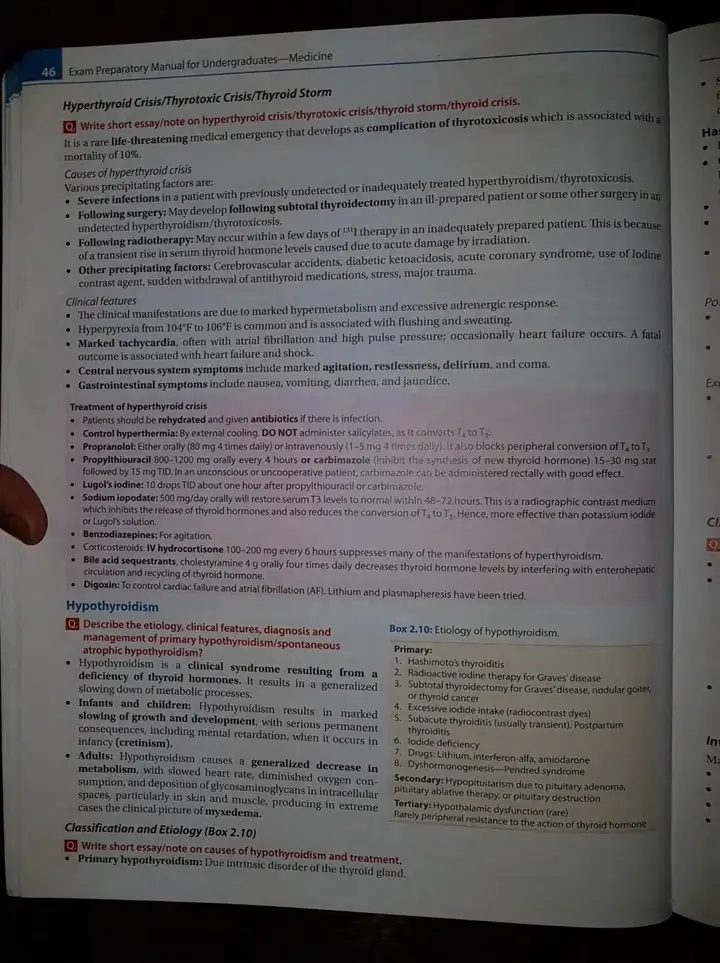 46 Exam Preparatory Manual for Undergraduates—Medicine
Hyperthyroid Crisis/Thyrotoxic Crisis/Thyroid Storm
Q. Write short essay/note on hyperthyroid crisis/thyrotoxic crisis/thyroid storm/thyroid crisis.
It is a rare life-threatening medical emergency that develops as complication of thyrotoxicosis which is associated with a
mortality of 10%.
Causes of hyperthyroid crisis
Various precipitating factors are:
• Severe infections in a patient with previously undetected or inadequately treated hyperthyroidism/thyrotoxicosis.
• Following surgery: May develop following subtotal thyroidectomy in an ill-prepared patient or some other surgery in an
undetected hyperthyroidism/thyrotoxicosis.
• Following radiotherapy: May occur within a few days of ¹³¹I therapy in an inadequately prepared patient. This is because
of a transient rise in serum thyroid hormone levels caused due to acute damage by irradiation.
• Other precipitating factors: Cerebrovascular accidents, diabetic ketoacidosis, acute coronary syndrome, use of Iodine
contrast agent, sudden withdrawal of antithyroid medications, stress, major trauma.
Clinical features
• The clinical manifestations are due to marked hypermetabolism and excessive adrenergic response.
• Hyperpyrexia from 104°F to 106°F is common and is associated with flushing and sweating.
• Marked tachycardia, often with atrial fibrillation and high pulse pressure; occasionally heart failure occurs. A fatal
outcome is associated with heart failure and shock.
• Central nervous system symptoms include marked agitation, restlessness, delirium, and coma.
• Gastrointestinal symptoms include nausea, vomiting, diarrhea, and jaundice.
Treatment of hyperthyroid crisis
• Patients should be rehydrated and given antibiotics if there is infection.
• Control hyperthermia: By external cooling. DO NOT administer salicylates, as it converts T₄ to T₃.
• Propranolol: Either orally (80 mg 4 times daily) or intravenously (1–5 mg 4 times daily). It also blocks peripheral conversion of T₄ to T₃.
• Propylthiouracil 800–1200 mg orally every 4 hours or carbimazole (inhibit the synthesis of new thyroid hormone) 15–30 mg stat
followed by 15 mg TID. In an unconscious or uncooperative patient, carbimazole can be administered rectally with good effect.
• Lugol's iodine: 10 drops TID about one hour after propylthiouracil or carbimazole.
• Sodium iopodate: 500 mg/day orally will restore serum T3 levels to normal within 48–72 hours. This is a radiographic contrast medium
which inhibits the release of thyroid hormones and also reduces the conversion of T₄ to T₃. Hence, more effective than potassium iodide
or Lugol's solution.
• Benzodiazepines: For agitation.
• Corticosteroids: IV hydrocortisone 100–200 mg every 6 hours suppresses many of the manifestations of hyperthyroidism.
• Bile acid sequestrants, cholestyramine 4 g orally four times daily decreases thyroid hormone levels by interfering with enterohepatic
circulation and recycling of thyroid hormone.
• Digoxin: To control cardiac failure and atrial fibrillation (AF). Lithium and plasmapheresis have been tried.
Hypothyroidism
Q. Describe the etiology, clinical features, diagnosis and
management of primary hypothyroidism/spontaneous
atrophic hypothyroidism?
• Hypothyroidism is a clinical syndrome resulting from a
deficiency of thyroid hormones. It results in a generalized
slowing down of metabolic processes.
• Infants and children: Hypothyroidism results in marked
slowing of growth and development, with serious permanent
consequences, including mental retardation, when it occurs in
infancy (cretinism).
• Adults: Hypothyroidism causes a generalized decrease in
metabolism, with slowed heart rate, diminished oxygen con-
sumption, and deposition of glycosaminoglycans in intracellular
spaces, particularly in skin and muscle, producing in extreme
cases the clinical picture of myxedema.
Classification and Etiology (Box 2.10)
Q. Write short essay/note on causes of hypothyroidism and treatment.
• Primary hypothyroidism: Due intrinsic disorder of the thyroid gland.
Box 2.10: Etiology of hypothyroidism.
Primary:
1. Hashimoto's thyroiditis
2. Radioactive iodine therapy for Graves' disease
3. Subtotal thyroidectomy for Graves' disease, nodular goiter,
or thyroid cancer
4. Excessive iodide intake (radiocontrast dyes)
5. Subacute thyroiditis (usually transient). Postpartum
thyroiditis
6. Iodide deficiency
7. Drugs: Lithium, interferon-alfa, amiodarone
8. Dyshormonogenesis—Pendred syndrome
Secondary: Hypopituitarism due to pituitary adenoma,
pituitary ablative therapy, or pituitary destruction
Tertiary: Hypothalamic dysfunction (rare)
Rarely peripheral resistance to the action of thyroid hormone